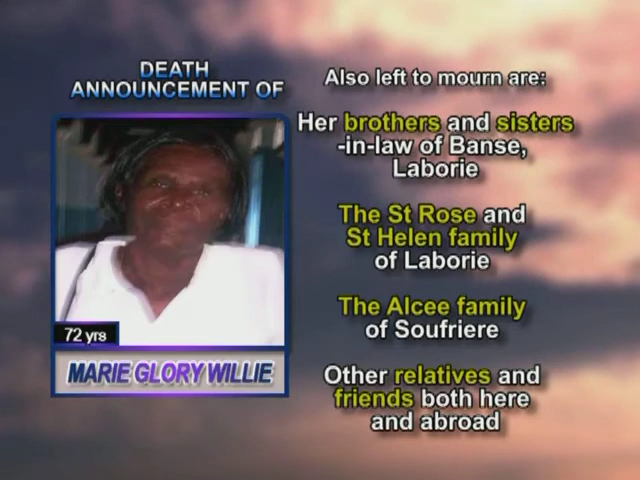 DEATH
ANNOUNCEMENT OF
72 yrs
MARIE GLORY WILLIE
Also left to mourn are:
Her brothers and sisters
-in-law of Banse,
Laborie
The St Rose and
St Helen family
of Laborie
The Alcee family
of Soufriere
Other relatives and
friends both here
and abroad